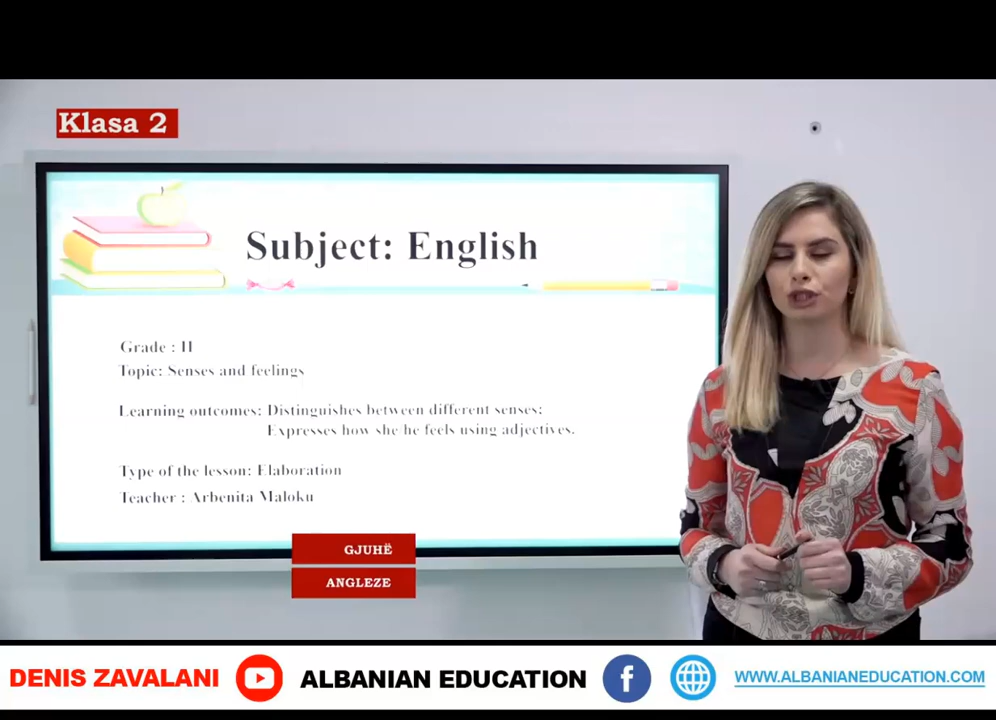 Klasa 2
Subject: English
Grade : II
Topic: Senses and feelings
Learning outcomes: Distinguishes between different senses;
Expresses how she he feels using adjectives.
Type of the lesson: Elaboration
Teacher : Arbenita Maloku
GJUHË
ANGLEZE
DENIS ZAVALANI
ALBANIAN EDUCATION
f
WWW.ALBANIANEDUCATION.COM